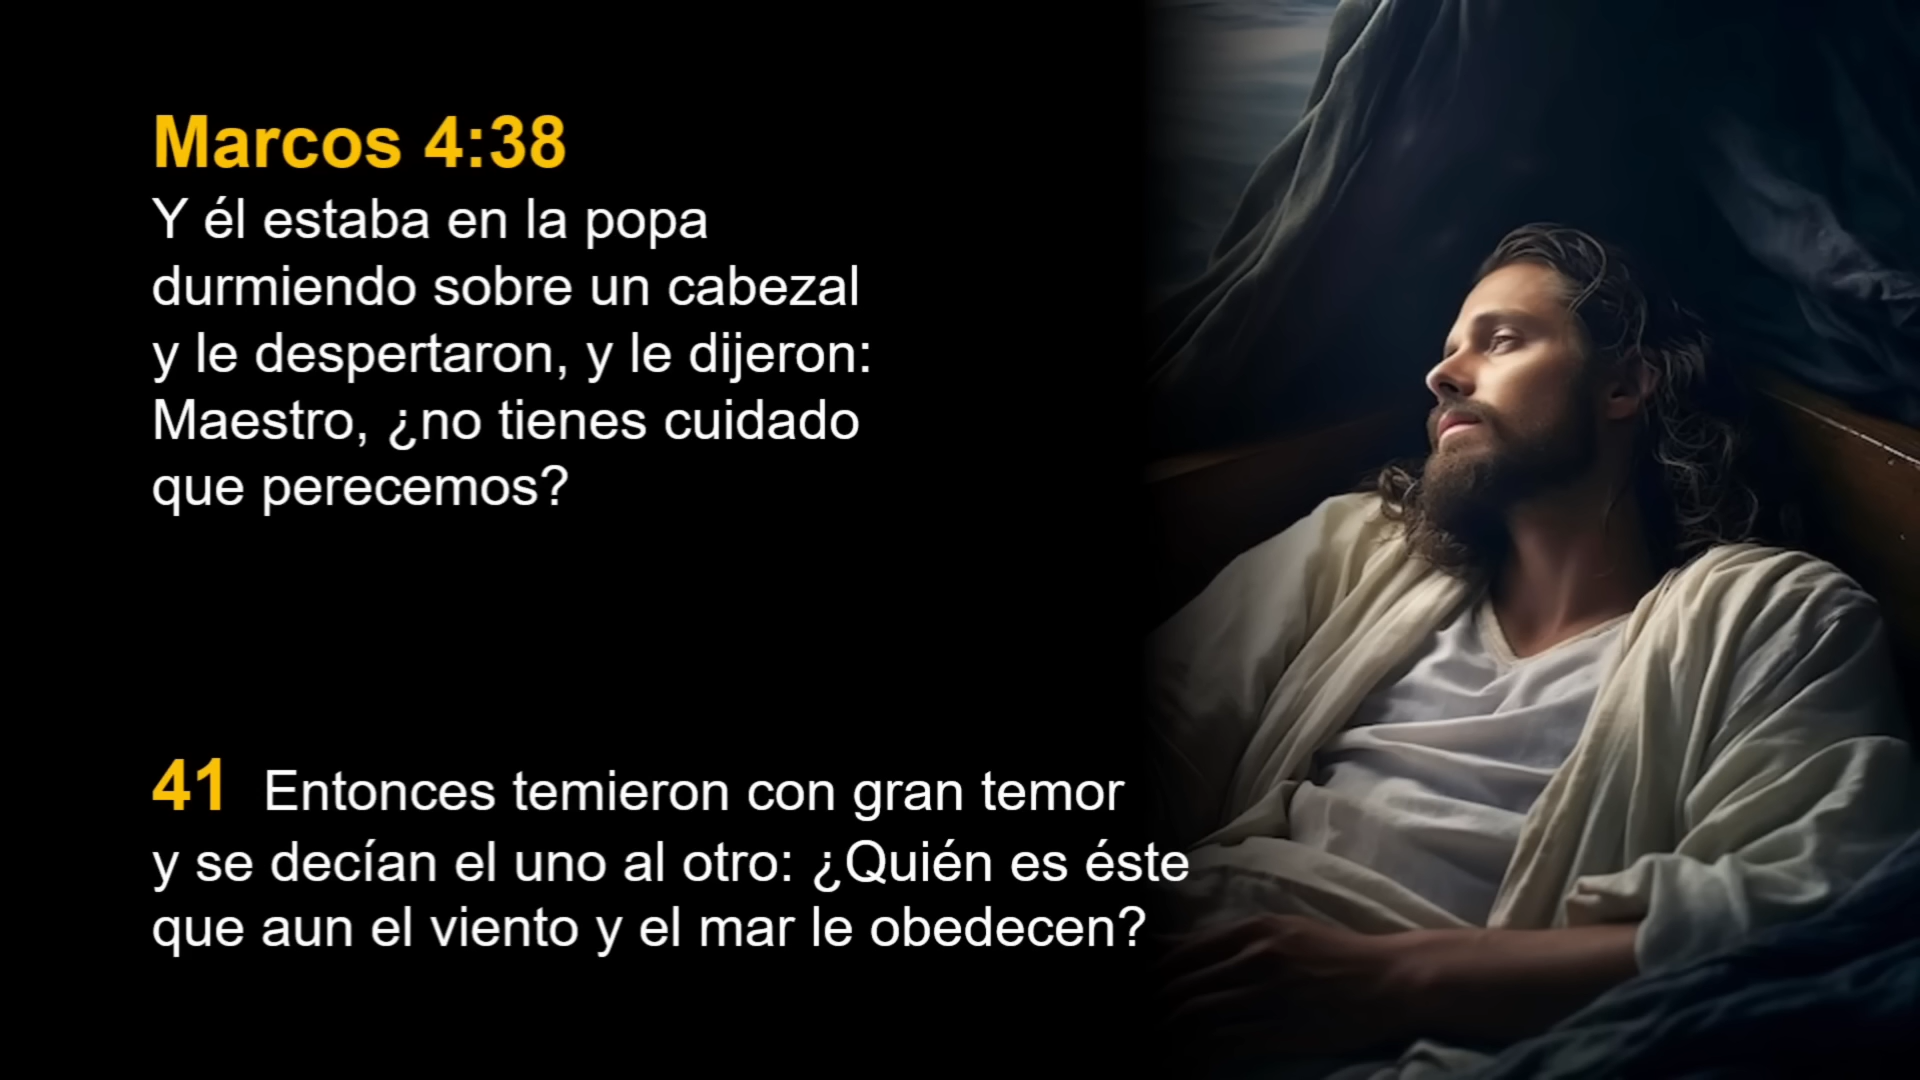 Marcos 4:38
Y él estaba en la popa
durmiendo sobre un cabezal
y le despertaron, y le dijeron:
Maestro, ¿no tienes cuidado
que perecemos?
41 Entonces temieron con gran temor
y se decían el uno al otro: ¿Quién es éste
que aun el viento y el mar le obedecen?